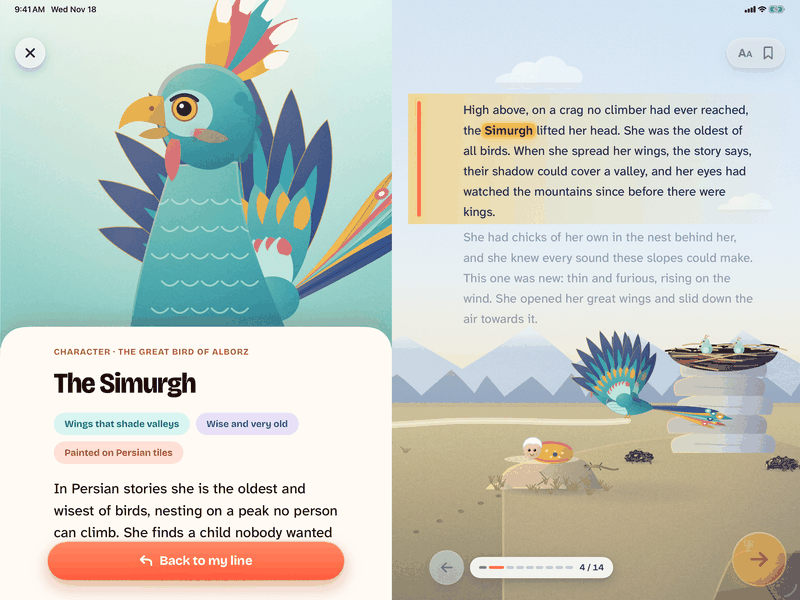 9:41 AM Wed Nov 18
CHARACTER · THE GREAT BIRD OF ALBORZ
The Simurgh
Wings that shade valleys
Wise and very old
Painted on Persian tiles
In Persian stories she is the oldest and
wisest of birds, nesting on a peak no person
can climb. She finds a child nobody wanted
Back to my line
AA
High above, on a crag no climber had ever reached,
the Simurgh lifted her head. She was the oldest of
all birds. When she spread her wings, the story says,
their shadow could cover a valley, and her eyes had
watched the mountains since before there were
kings.
She had chicks of her own in the nest behind her,
and she knew every sound these slopes could make.
This one was new: thin and furious, rising on the
wind. She opened her great wings and slid down the
air towards it.
4 / 14